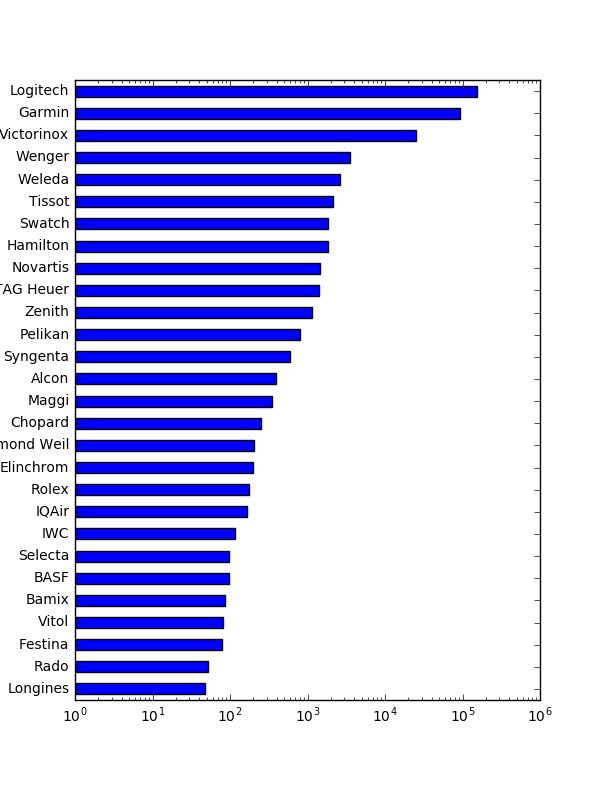 Logitech
Garmin
Victorinox
Wenger
Weleda
Tissot
Swatch
Hamilton
Novartis
TAG Heuer
Zenith
Pelikan
Syngenta
Alcon
Maggi
Chopard
mond Weil
Elinchrom
Rolex
IQAir
IWC
Selecta
BASF
Bamix
Vitol
Festina
Rado
Longines
10⁰ 10¹ 10² 10³ 10⁴ 10⁵ 10⁶